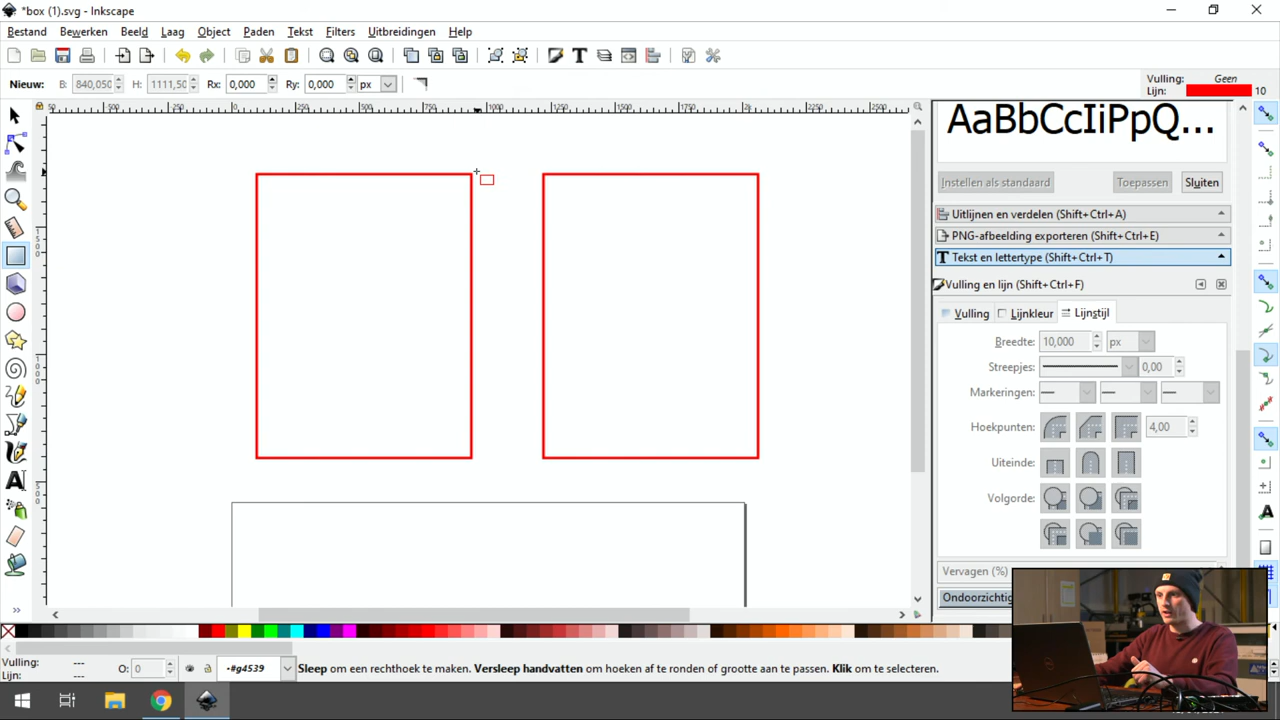 *box (1).svg - Inkscape
Bestand Bewerken Beeld Laag Object Paden Tekst Filters Uitbreidingen Help
Nieuw: B: 840,050 H: 1111,50 Rx: 0,000 Ry: 0,000 px
Vulling: Geen
Lijn: 10
AaBbCcIiPpQ...
Instellen als standaard Toepassen Sluiten
Uitlijnen en verdelen (Shift+Ctrl+A)
PNG-afbeelding exporteren (Shift+Ctrl+E)
Tekst en lettertype (Shift+Ctrl+T)
Vulling en lijn (Shift+Ctrl+F)
Vulling Lijnkleur Lijnstijl
Breedte: 10,000 px
Streepjes: 0,00
Markeringen:
Hoekpunten: 4,00
Uiteinde:
Volgorde:
Vervagen (%)
Ondoorzichtig
Vulling: ---
Lijn: ---
O: 0
·#g4539
Sleep om een rechthoek te maken. Versleep handvatten om hoeken af te ronden of grootte aan te passen. Klik om te selecteren.